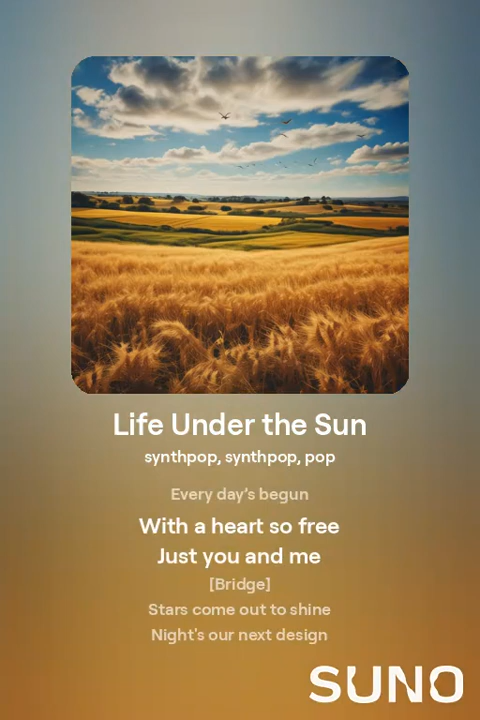 Life Under the Sun
synthpop, synthpop, pop
Every day's begun
With a heart so free
Just you and me
[Bridge]
Stars come out to shine
Night's our next design
SUNO